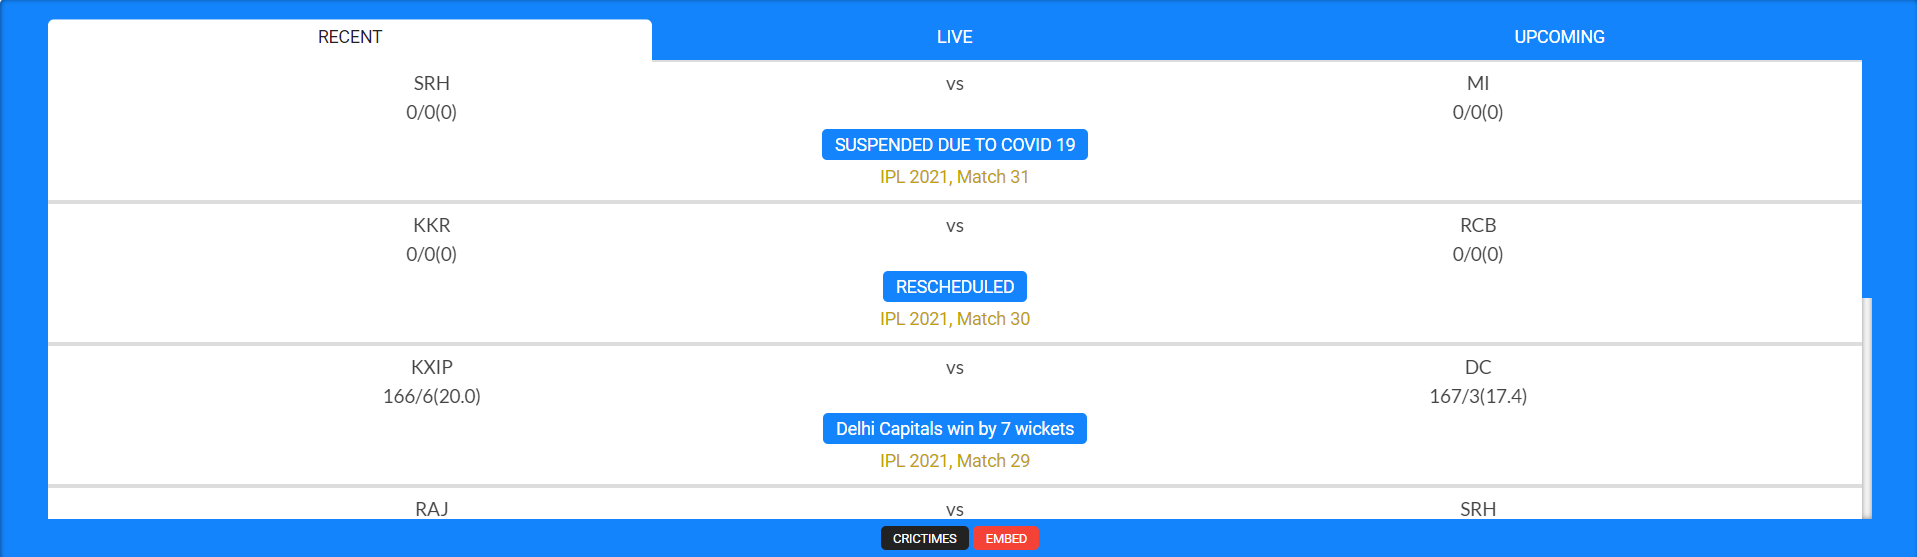 RECENT LIVE UPCOMING
SRH vs MI
0/0(0) 0/0(0)
SUSPENDED DUE TO COVID 19
IPL 2021, Match 31
KKR vs RCB
0/0(0) 0/0(0)
RESCHEDULED
IPL 2021, Match 30
KXIP vs DC
166/6(20.0) 167/3(17.4)
Delhi Capitals win by 7 wickets
IPL 2021, Match 29
RAJ vs SRH
CRICTIMES EMBED